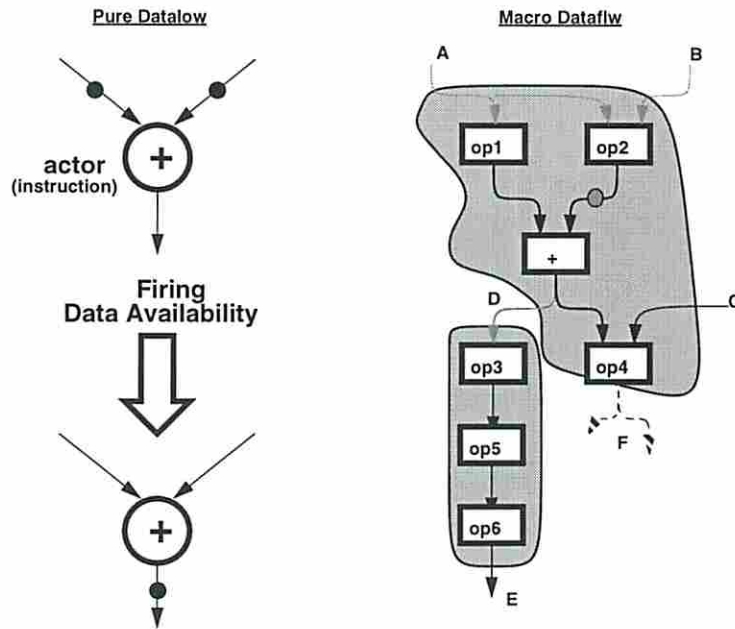 Pure Datalow
+
actor
(instruction)
Firing
Data Availability
+
Macro Dataflw
A
B
op1
op2
+
D
C
op3
op4
F
op5
op6
E